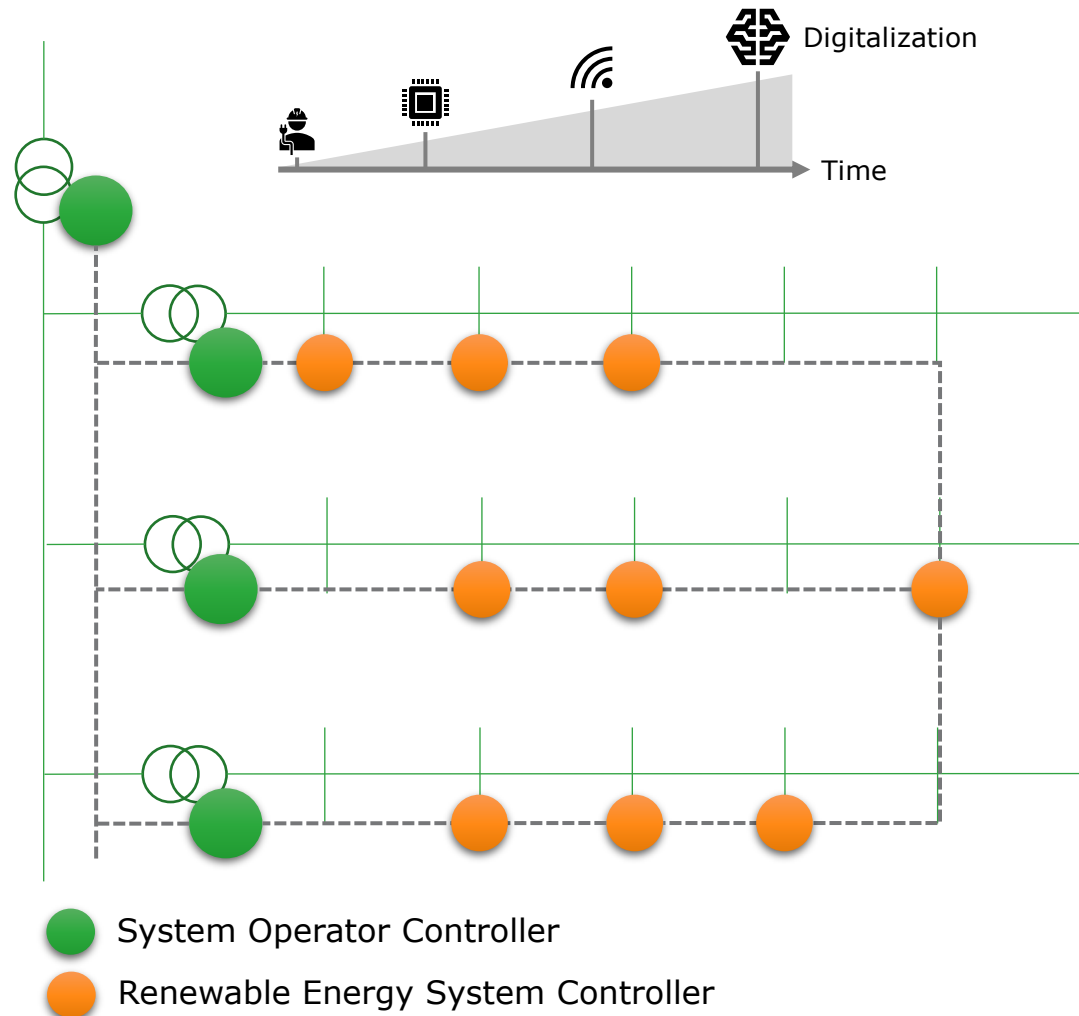 Digitalization
Time
System Operator Controller
Renewable Energy System Controller